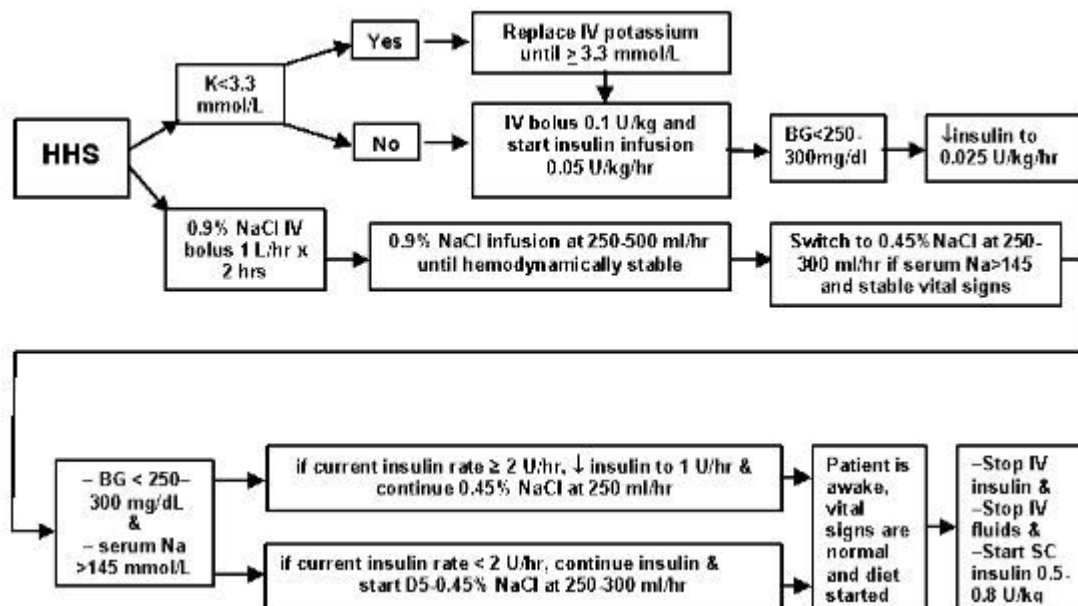 HHS
K<3.3
mmol/L
Yes
Replace IV potassium
until ≥ 3.3 mmol/L
No
IV bolus 0.1 U/kg and
start insulin infusion
0.05 U/kg/hr
BG<250-
300mg/dl
↓insulin to
0.025 U/kg/hr
0.9% NaCl IV
bolus 1 L/hr x
2 hrs
0.9% NaCl infusion at 250-500 ml/hr
until hemodynamically stable
Switch to 0.45%NaCl at 250-
300 ml/hr if serum Na>145
and stable vital signs
– BG < 250–
300 mg/dL
&
– serum Na
>145 mmol/L
if current insulin rate ≥ 2 U/hr, ↓ insulin to 1 U/hr &
continue 0.45% NaCl at 250 ml/hr
if current insulin rate < 2 U/hr, continue insulin &
start D5-0.45% NaCl at 250-300 ml/hr
Patient is
awake,
vital
signs are
normal
and diet
started
–Stop IV
insulin &
–Stop IV
fluids &
–Start SC
insulin 0.5-
0.8 U/kg